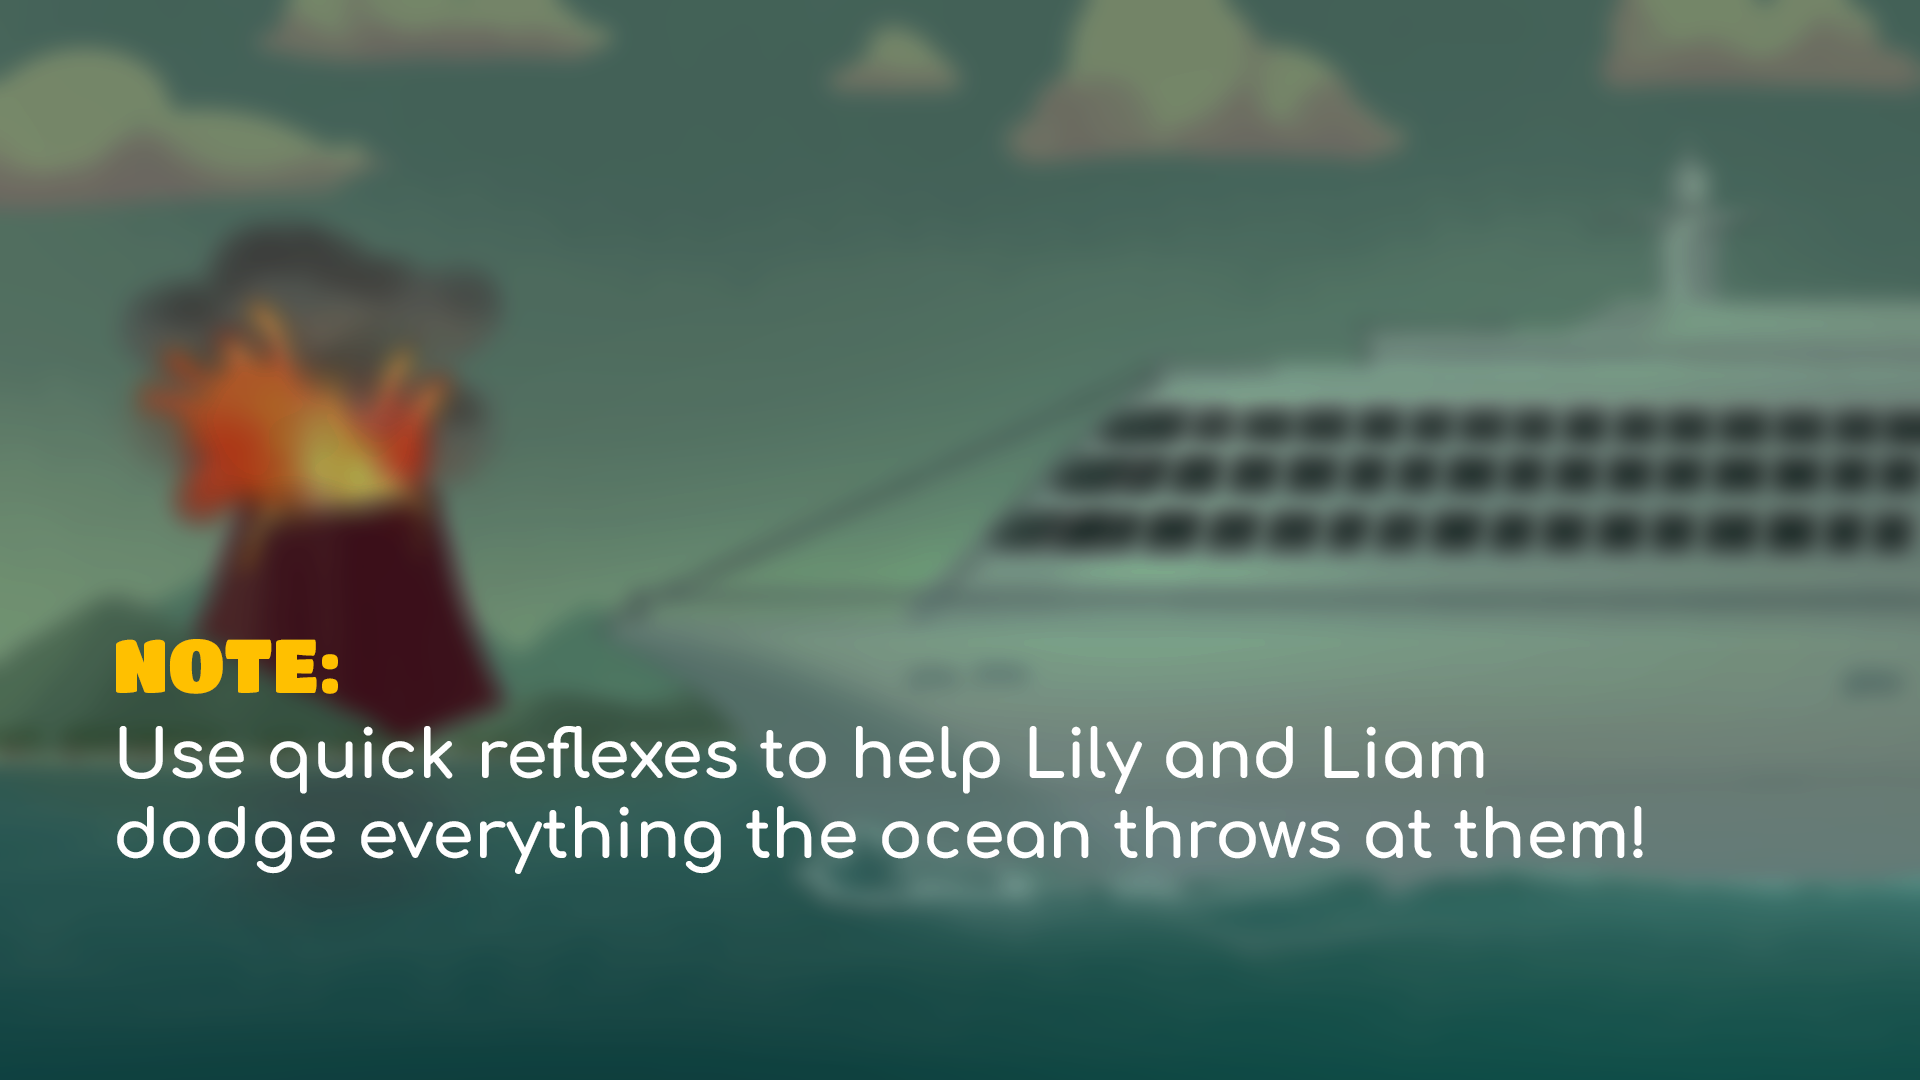 NOTE:
Use quick reflexes to help Lily and Liam
dodge everything the ocean throws at them!